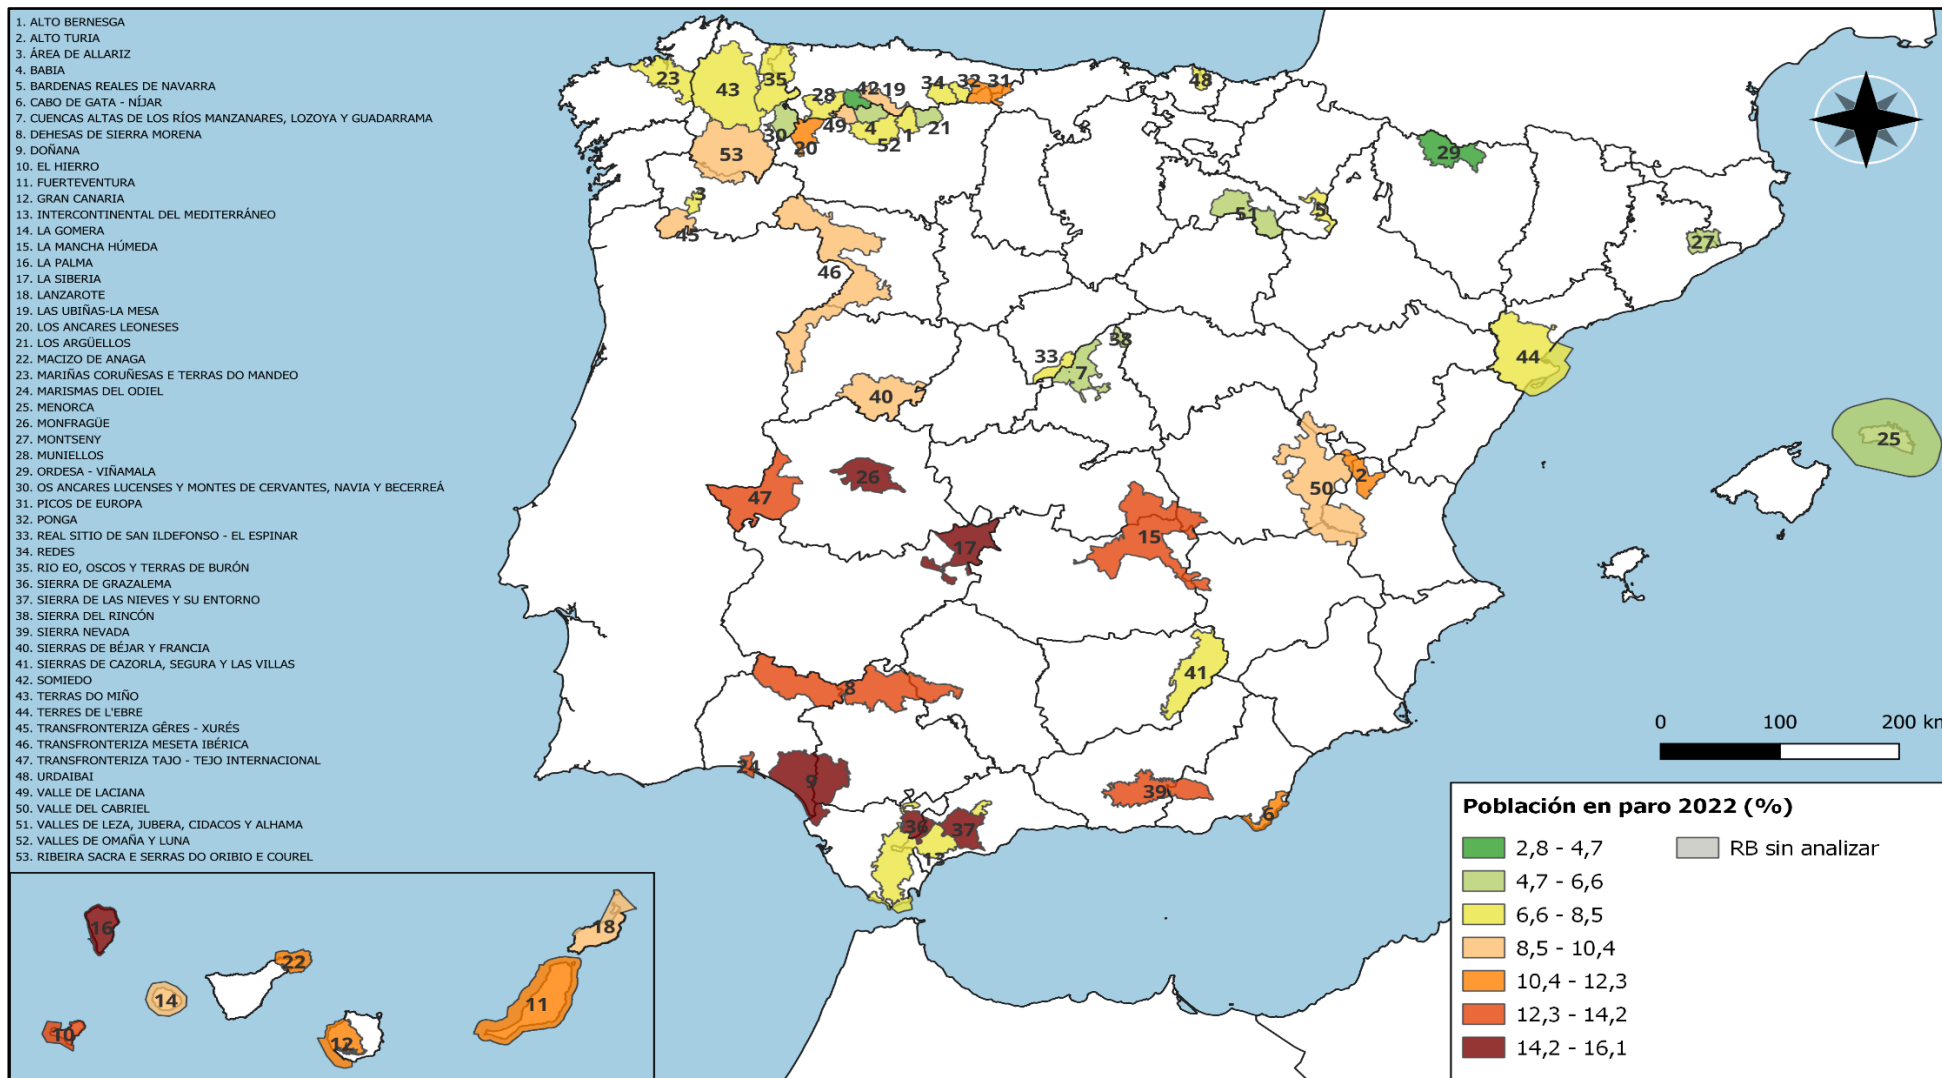 1. ALTO BERNESGA
2. ALTO TURIA
3. ÁREA DE ALLARIZ
4. BABIA
5. BARDENAS REALES DE NAVARRA
6. CABO DE GATA - NÍJAR
7. CUENCAS ALTAS DE LOS RÍOS MANZANARES, LOZOYA Y GUADARRAMA
8. DEHESAS DE SIERRA MORENA
9. DOÑANA
10. EL HIERRO
11. FUERTEVENTURA
12. GRAN CANARIA
13. INTERCONTINENTAL DEL MEDITERRÁNEO
14. LA GOMERA
15. LA MANCHA HÚMEDA
16. LA PALMA
17. LA SIBERIA
18. LANZAROTE
19. LAS UBIÑAS-LA MESA
20. LOS ANCARES LEONESES
21. LOS ARGÜELLOS
22. MACIZO DE ANAGA
23. MARIÑAS CORUÑESAS E TERRAS DO MANDEO
24. MARISMAS DEL ODIEL
25. MENORCA
26. MONFRAGÜE
27. MONTSENY
28. MUNIELLOS
29. ORDESA - VIÑAMALA
30. OS ANCARES LUCENSES Y MONTES DE CERVANTES, NAVIA Y BECERREÁ
31. PICOS DE EUROPA
32. PONGA
33. REAL SITIO DE SAN ILDEFONSO - EL ESPINAR
34. REDES
35. RIO EO, OSCOS Y TERRAS DE BURÓN
36. SIERRA DE GRAZALEMA
37. SIERRA DE LAS NIEVES Y SU ENTORNO
38. SIERRA DEL RINCÓN
39. SIERRA NEVADA
40. SIERRAS DE BÉJAR Y FRANCIA
41. SIERRAS DE CAZORLA, SEGURA Y LAS VILLAS
42. SOMIEDO
43. TERRAS DO MIÑO
44. TERRES DE L'EBRE
45. TRANSFRONTERIZA GÊRES - XURÉS
46. TRANSFRONTERIZA MESETA IBÉRICA
47. TRANSFRONTERIZA TAJO - TEJO INTERNACIONAL
48. URDAIBAI
49. VALLE DE LACIANA
50. VALLE DEL CABRIEL
51. VALLES DE LEZA, JUBERA, CIDACOS Y ALHAMA
52. VALLES DE OMAÑA Y LUNA
53. RIBEIRA SACRA E SERRAS DO ORIBIO E COUREL
23
43
35
28
42
19
34
32
31
48
30
20
49
4
52
1
21
53
29
3
45
51
5
27
46
33
38
7
44
40
25
26
47
50
2
17
15
41
8
24
9
39
6
36
37
13
16
22
18
14
11
10
12
0 100 200 km
Población en paro 2022 (%)
2,8 - 4,7
RB sin analizar
4,7 - 6,6
6,6 - 8,5
8,5 - 10,4
10,4 - 12,3
12,3 - 14,2
14,2 - 16,1